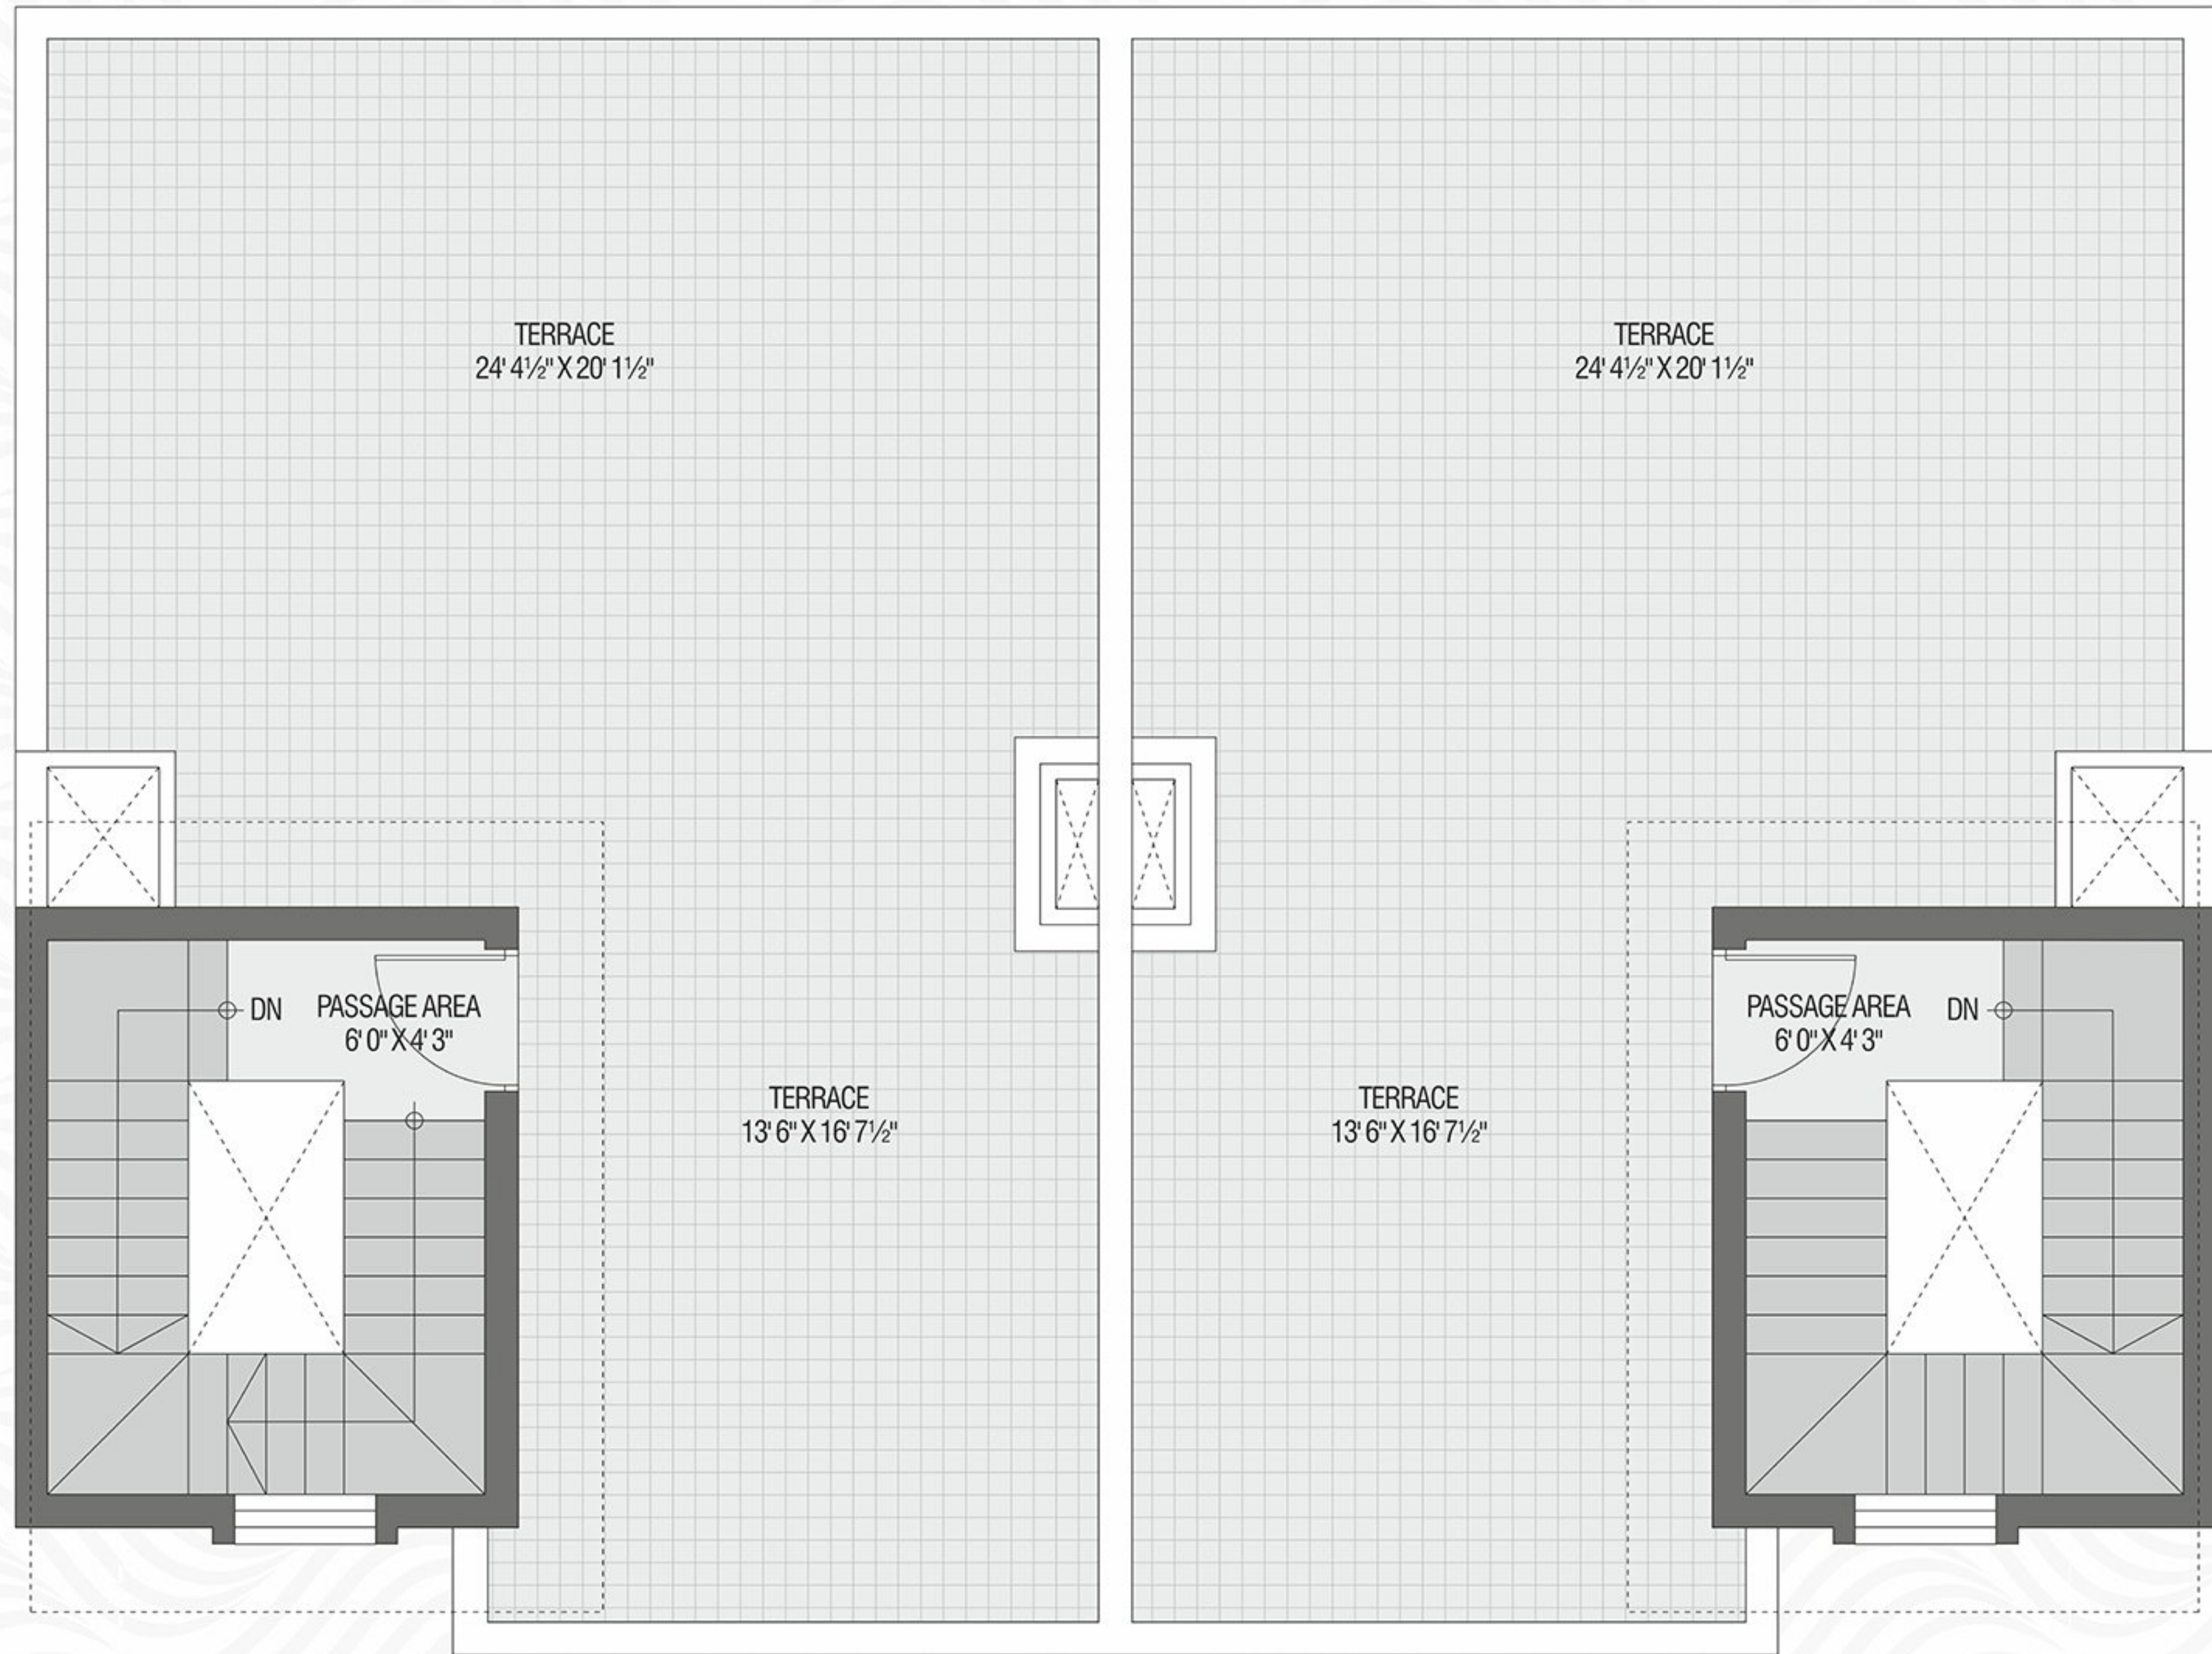 TERRACE
24' 4½" X 20' 1½"
TERRACE
24' 4½" X 20' 1½"
DN
PASSAGE AREA
6' 0" X 4' 3"
PASSAGE AREA
6' 0" X 4' 3"
DN
TERRACE
13' 6" X 16' 7½"
TERRACE
13' 6" X 16' 7½"